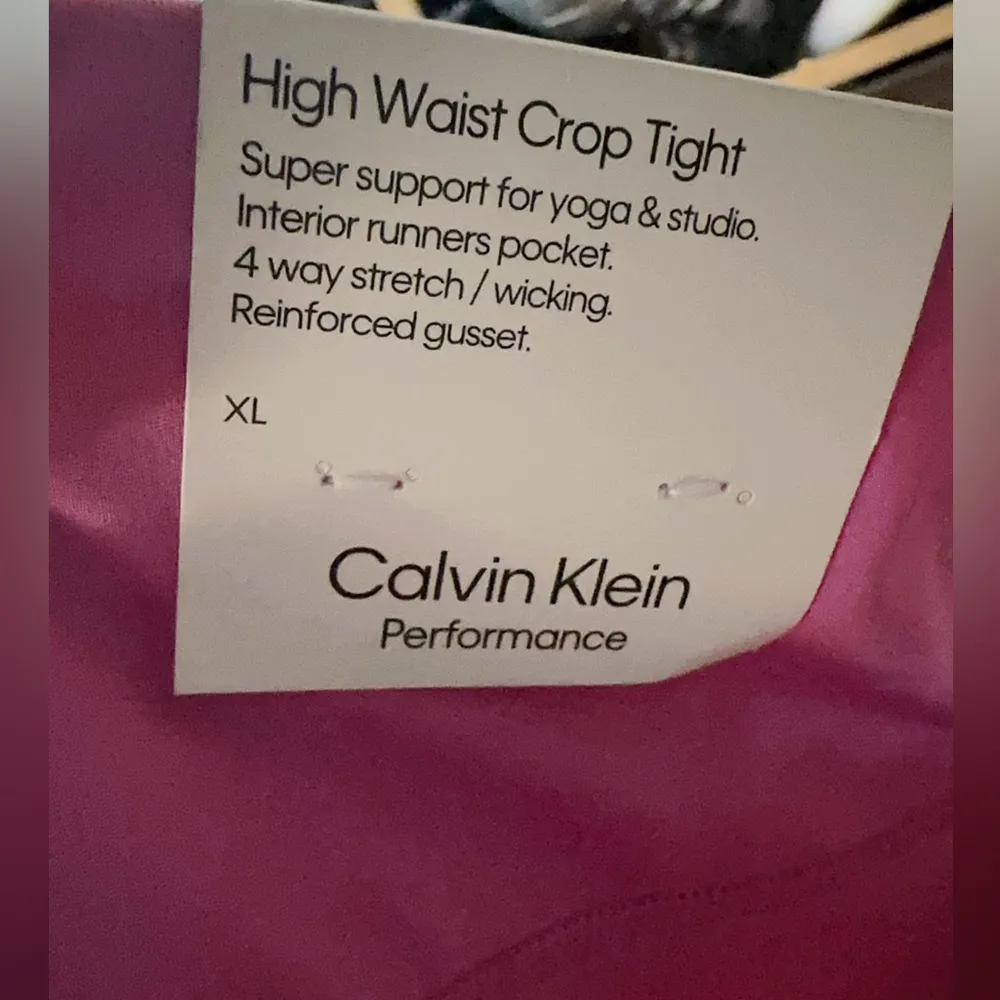 High Waist Crop Tight
Super support for yoga & studio.
Interior runners pocket.
4 way stretch / wicking.
Reinforced gusset.
XL
Calvin Klein
Performance